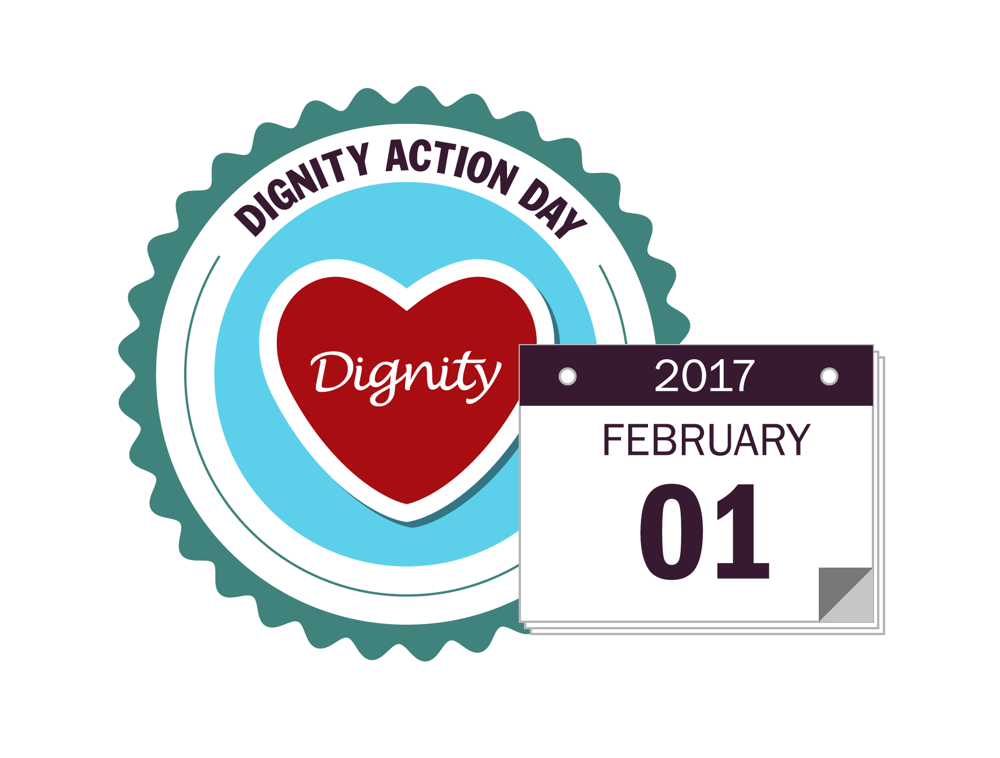 DIGNITY ACTION DAY
Dignity
2017
FEBRUARY
01